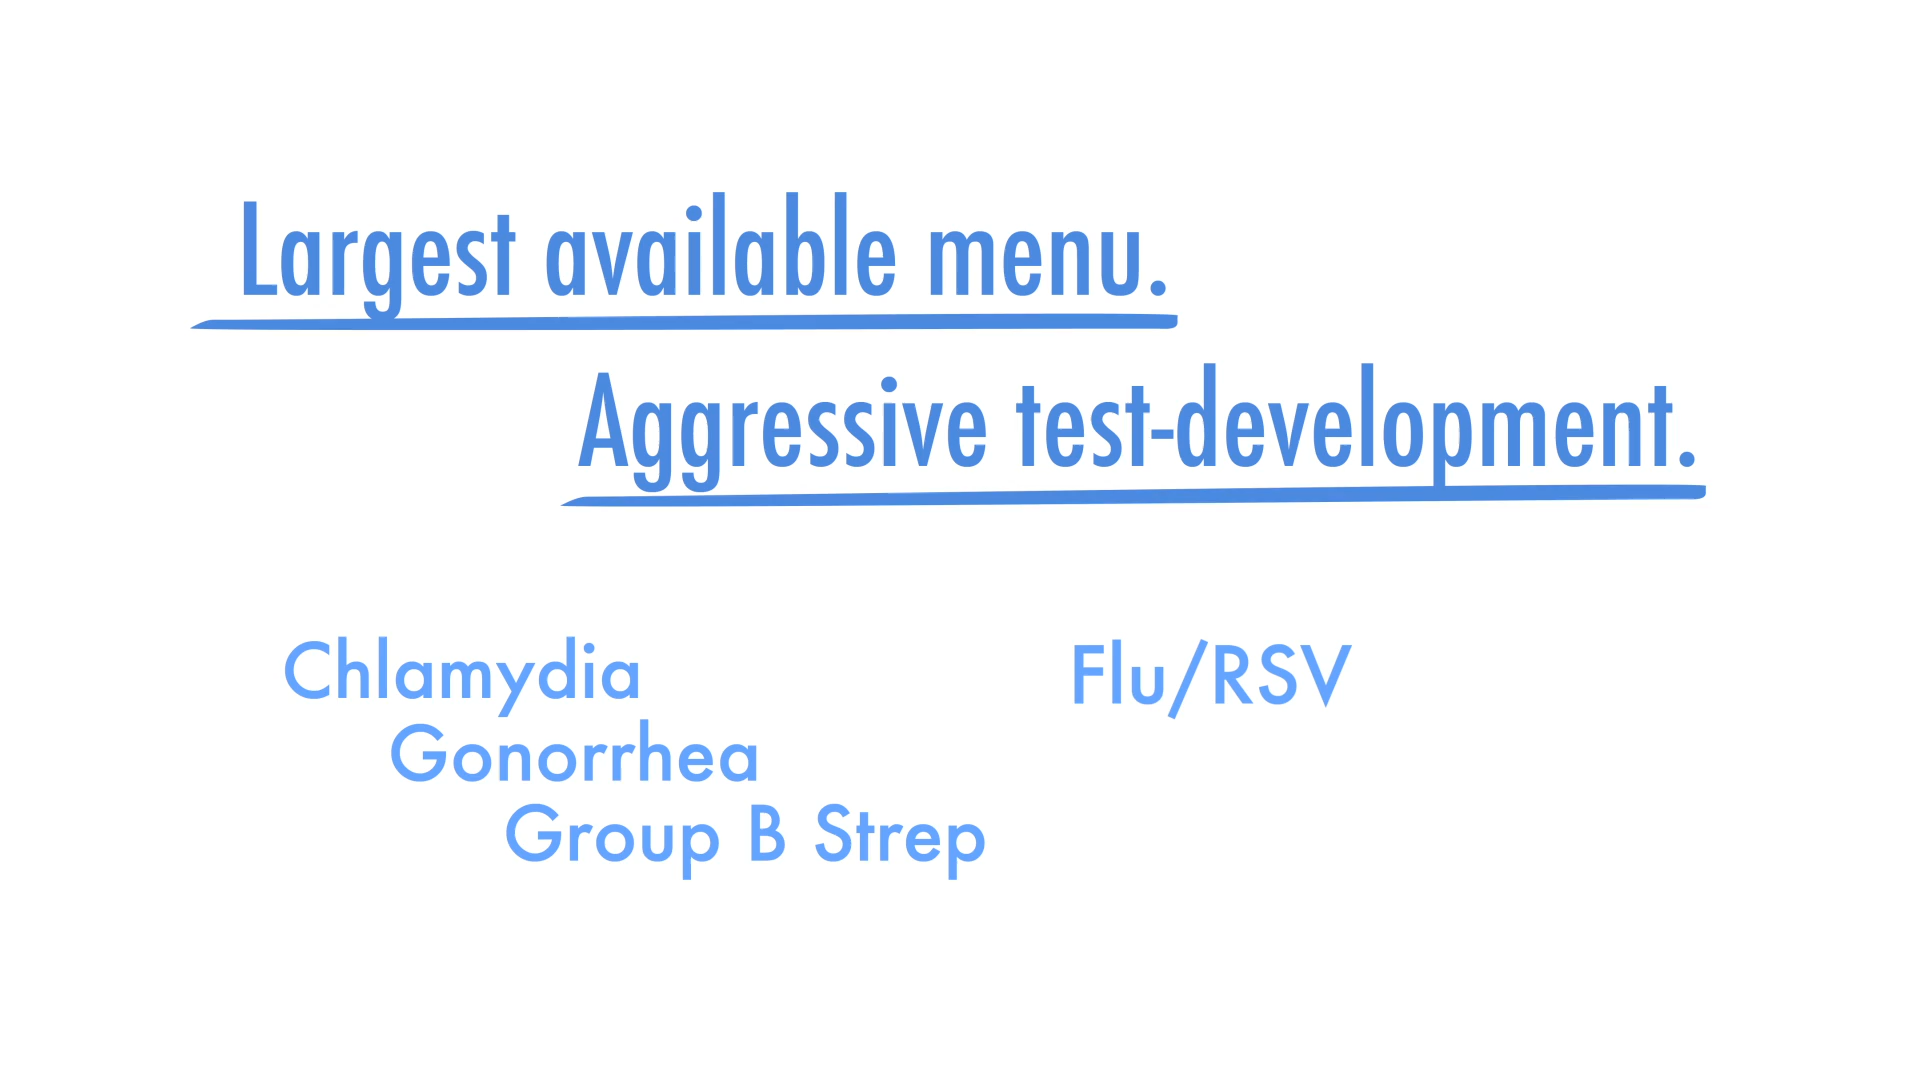 Largest available menu.
Aggressive test-development.
Chlamydia
Gonorrhea
Group B Strep
Flu/RSV